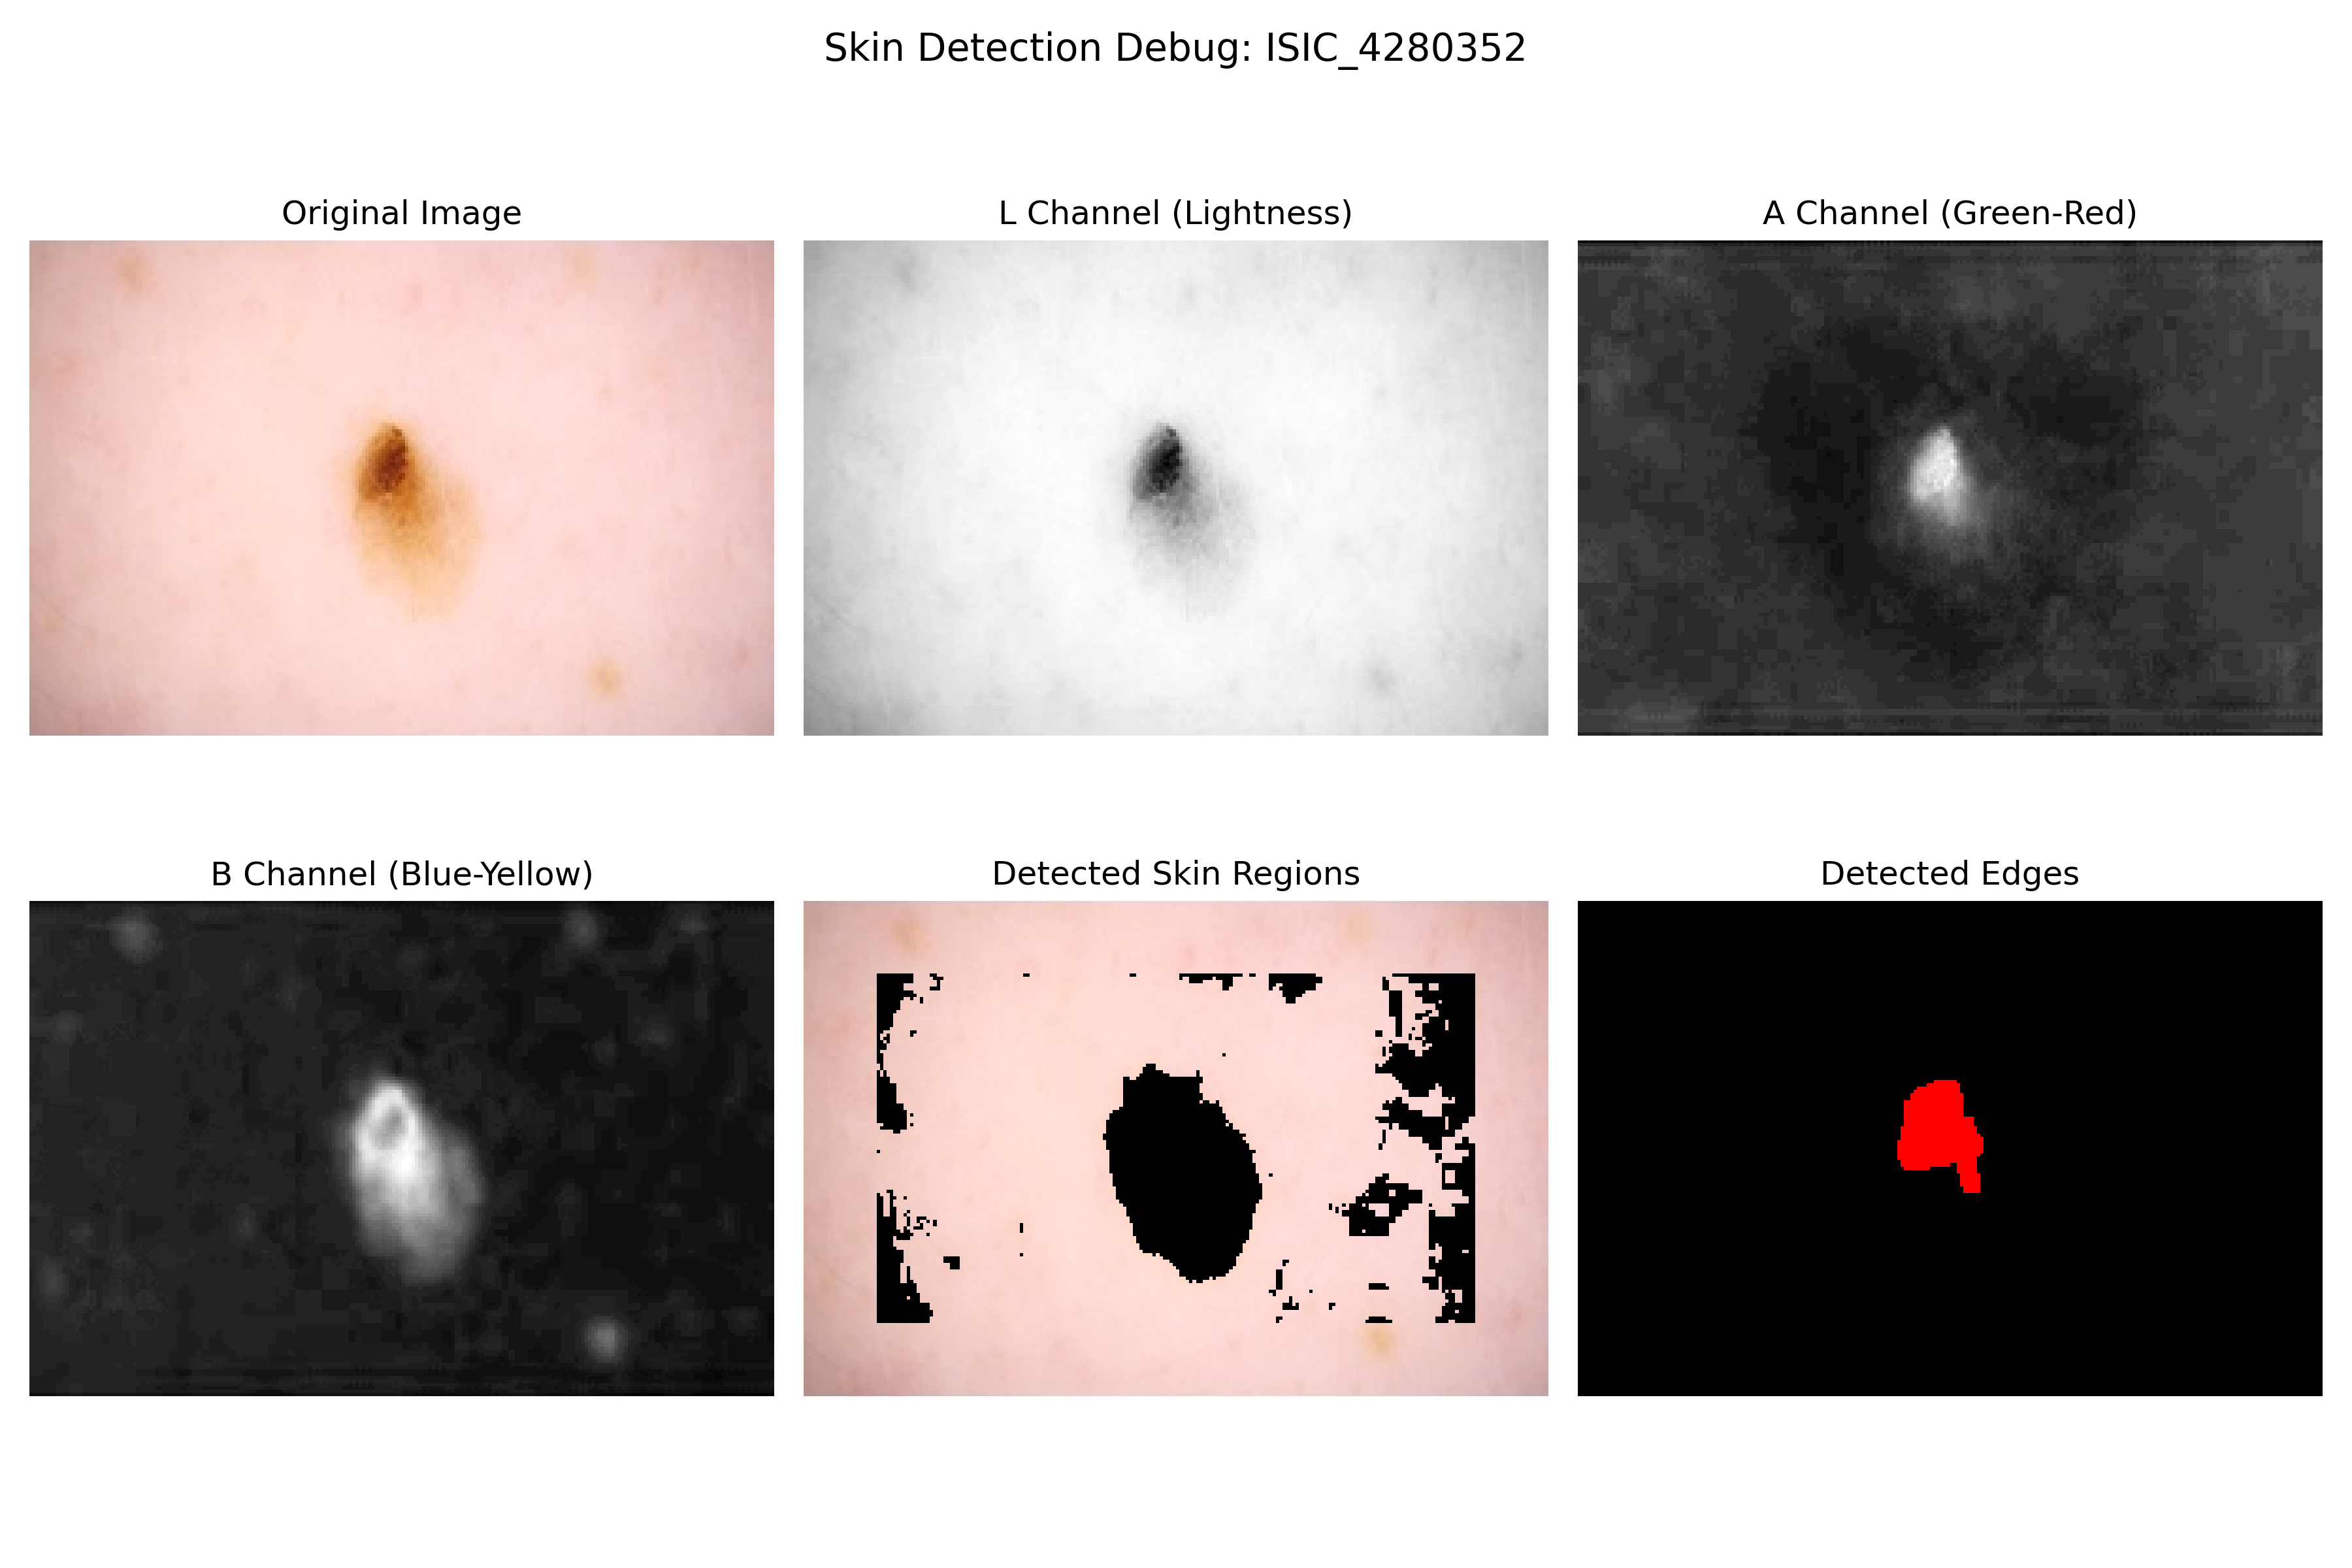 Skin Detection Debug: ISIC_4280352
Original Image
L Channel (Lightness)
A Channel (Green-Red)
B Channel (Blue-Yellow)
Detected Skin Regions
Detected Edges